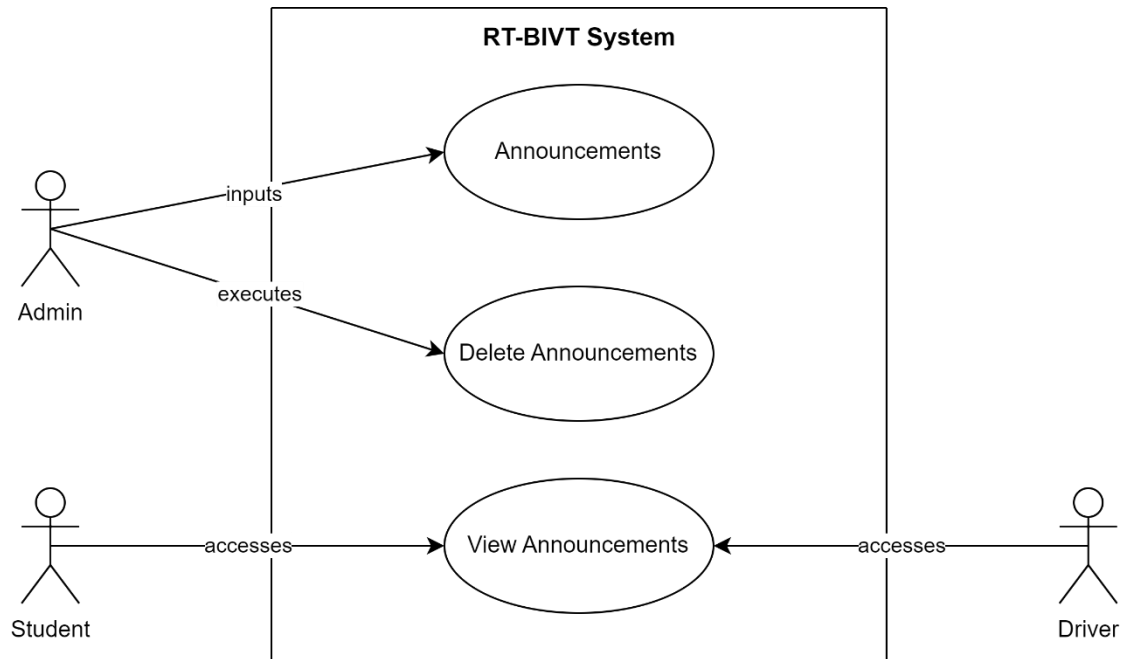 RT-BIVT System
Announcements
inputs
Admin
executes
Delete Announcements
Student
accesses
View Announcements
accesses
Driver